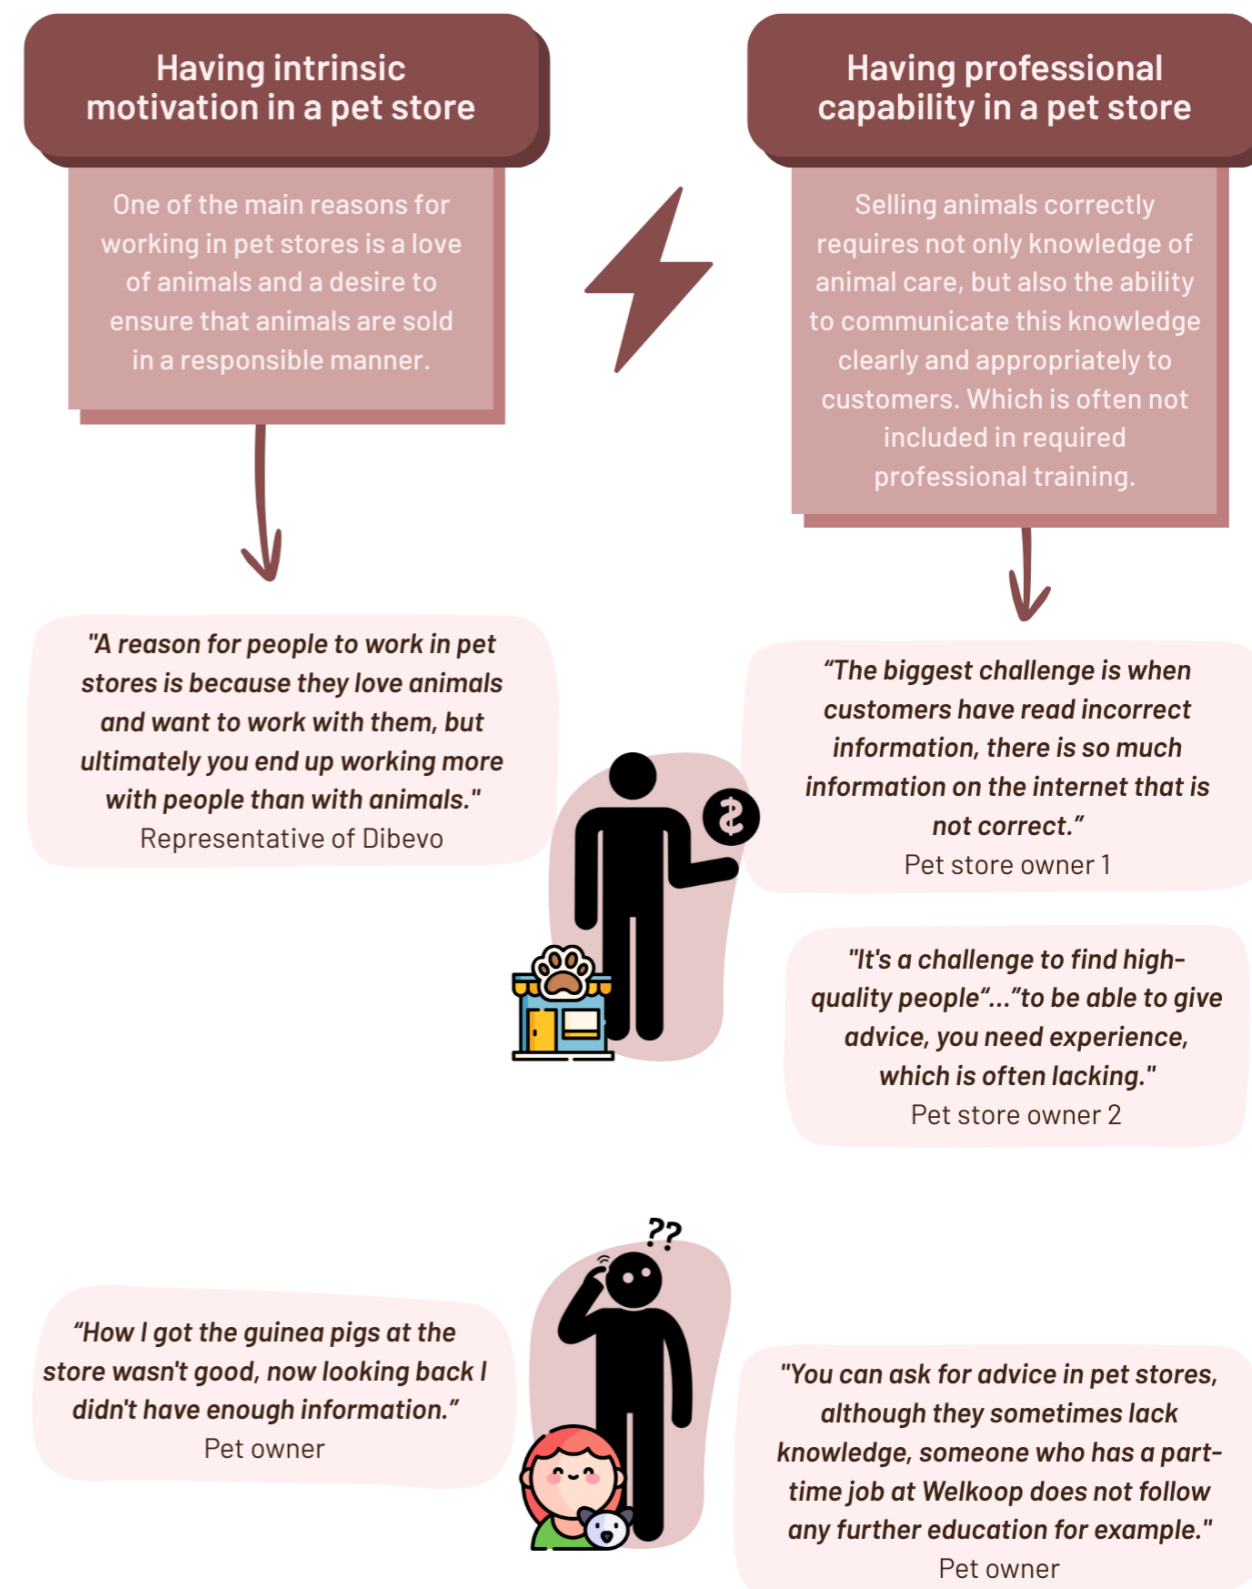 Having intrinsic
motivation in a pet store
One of the main reasons for
working in pet stores is a love
of animals and a desire to
ensure that animals are sold
in a responsible manner.
"A reason for people to work in pet
stores is because they love animals
and want to work with them, but
ultimately you end up working more
with people than with animals."
Representative of Dibevo
Having professional
capability in a pet store
Selling animals correctly
requires not only knowledge of
animal care, but also the ability
to communicate this knowledge
clearly and appropriately to
customers. Which is often not
included in required
professional training.
“The biggest challenge is when
customers have read incorrect
information, there is so much
information on the internet that is
not correct.”
Pet store owner 1
$
"It's a challenge to find high-
quality people“...”to be able to give
advice, you need experience,
which is often lacking."
Pet store owner 2
??
“How I got the guinea pigs at the
store wasn't good, now looking back I
didn't have enough information.”
Pet owner
"You can ask for advice in pet stores,
although they sometimes lack
knowledge, someone who has a part-
time job at Welkoop does not follow
any further education for example."
Pet owner